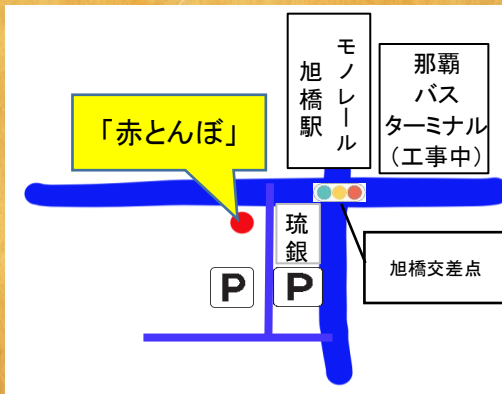 モノレール
旭橋駅
那覇
バス
ターミナル
(工事中)
「赤とんぼ」
琉銀
旭橋交差点
P
P